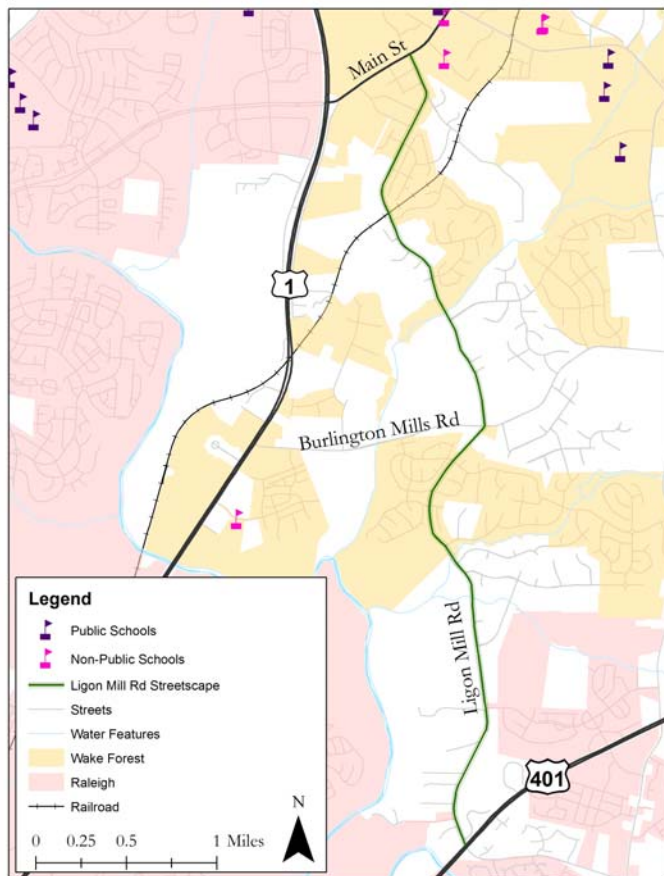 Main St
1
Burlington Mills Rd
Ligon Mill Rd
401
Legend
Public Schools
Non-Public Schools
Ligon Mill Rd Streetscape
Streets
Water Features
Wake Forest
Raleigh
Railroad
N
0 0.25 0.5 1 Miles